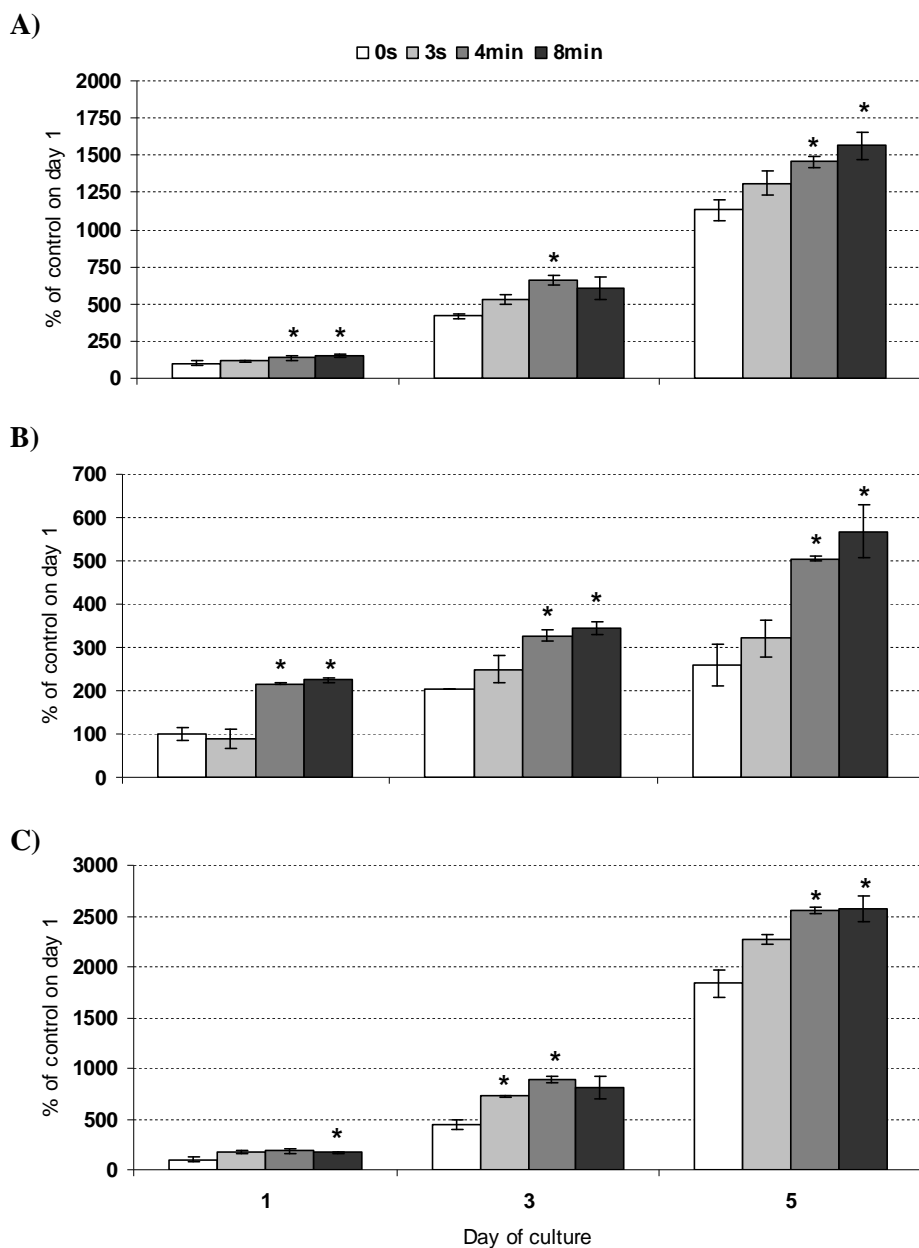 A)
0s 3s 4min 8min
2000
1750
1500
1250
1000
750
500
250
0
% of control on day 1
* * * * *
B)
700
600
500
400
300
200
100
0
% of control on day 1
* * * * * *
C)
3000
2500
2000
1500
1000
500
0
% of control on day 1
* * * * *
1 3 5
Day of culture